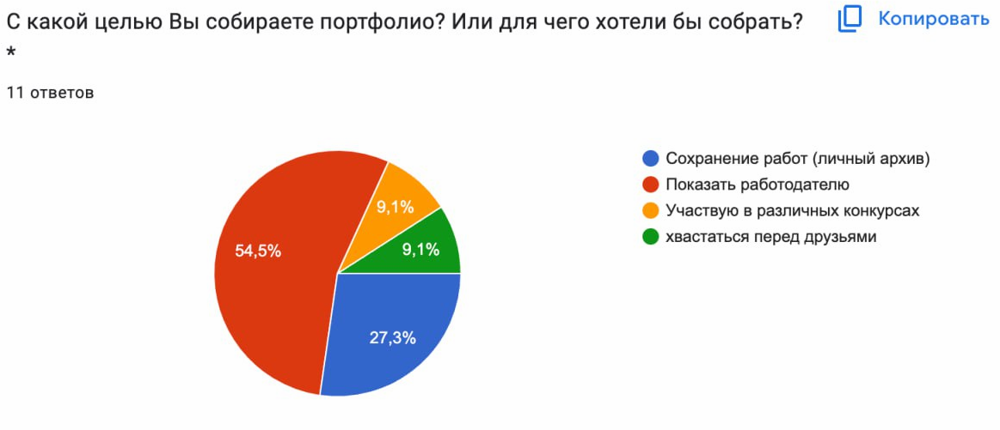 С какой целью Вы собираете портфолио? Или для чего хотели бы собрать?
*
Копировать
11 ответов
Сохранение работ (личный архив)
Показать работодателю
Участвую в различных конкурсах
хвастаться перед друзьями
9,1%
54,5%
9,1%
27,3%